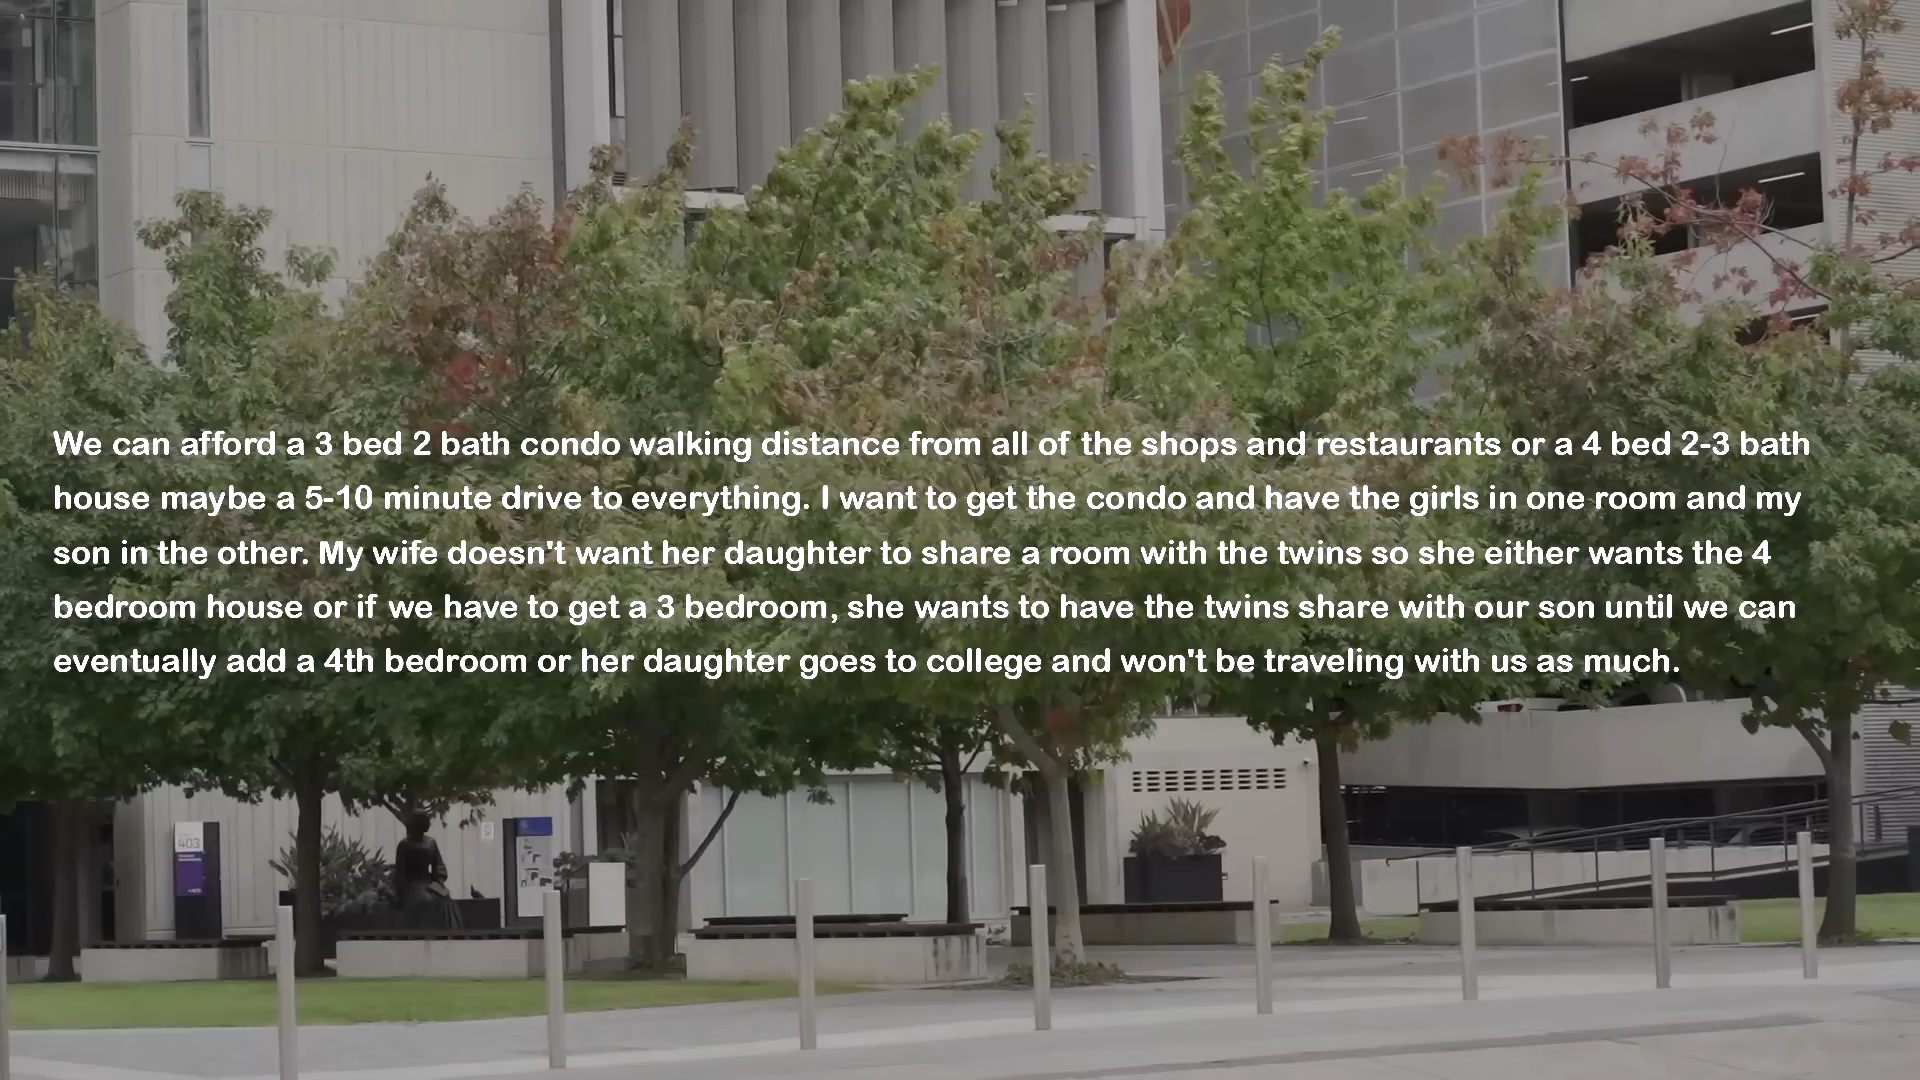 We can afford a 3 bed 2 bath condo walking distance from all of the shops and restaurants or a 4 bed 2-3 bath
house maybe a 5-10 minute drive to everything. I want to get the condo and have the girls in one room and my
son in the other. My wife doesn't want her daughter to share a room with the twins so she either wants the 4
bedroom house or if we have to get a 3 bedroom, she wants to have the twins share with our son until we can
eventually add a 4th bedroom or her daughter goes to college and won't be traveling with us as much.
403